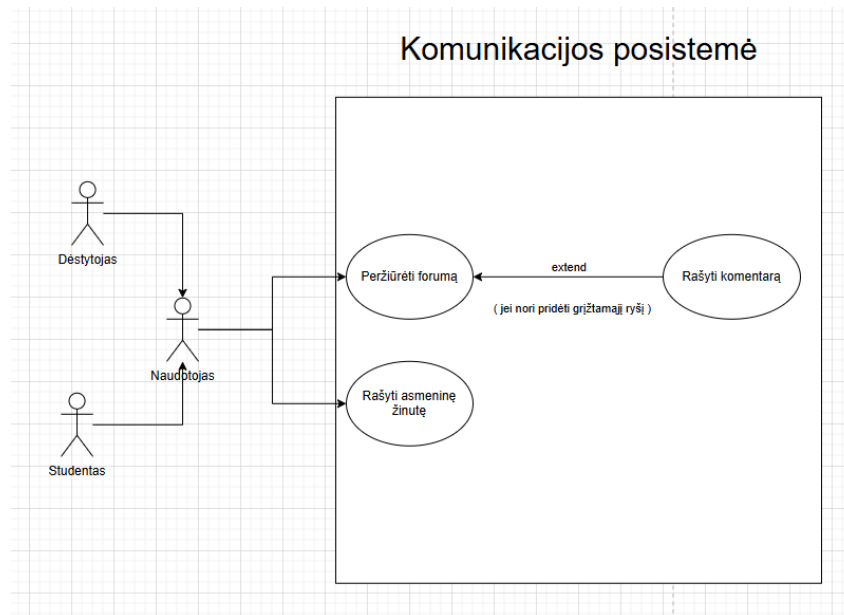 Komunikacijos posistemė
Dėstytojas
Naudotojas
Studentas
Peržiūrėti forumą
extend
( jei nori pridėti grįžtamąjį ryšį )
Rašyti komentarą
Rašyti asmeninę
žinutę